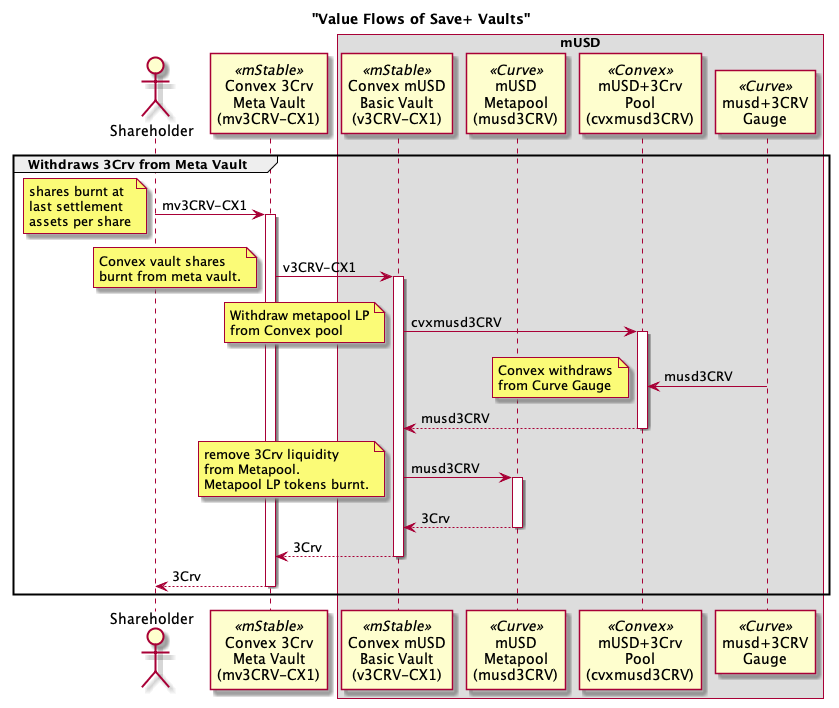 "Value Flows of Save+ Vaults"
mUSD
Shareholder
«mStable»
Convex 3Crv
Meta Vault
(mv3CRV-CX1)
«mStable»
Convex mUSD
Basic Vault
(v3CRV-CX1)
«Curve»
mUSD
Metapool
(musd3CRV)
«Convex»
mUSD+3Crv
Pool
(cvxmusd3CRV)
«Curve»
musd+3CRV
Gauge
Withdraws 3Crv from Meta Vault
shares burnt at
last settlement
assets per share
mv3CRV-CX1
Convex vault shares
burnt from meta vault.
v3CRV-CX1
Withdraw metapool LP
from Convex pool
cvxmusd3CRV
Convex withdraws
from Curve Gauge
musd3CRV
musd3CRV
remove 3Crv liquidity
from Metapool.
Metapool LP tokens burnt.
musd3CRV
3Crv
3Crv
3Crv
Shareholder
«mStable»
Convex 3Crv
Meta Vault
(mv3CRV-CX1)
«mStable»
Convex mUSD
Basic Vault
(v3CRV-CX1)
«Curve»
mUSD
Metapool
(musd3CRV)
«Convex»
mUSD+3Crv
Pool
(cvxmusd3CRV)
«Curve»
musd+3CRV
Gauge